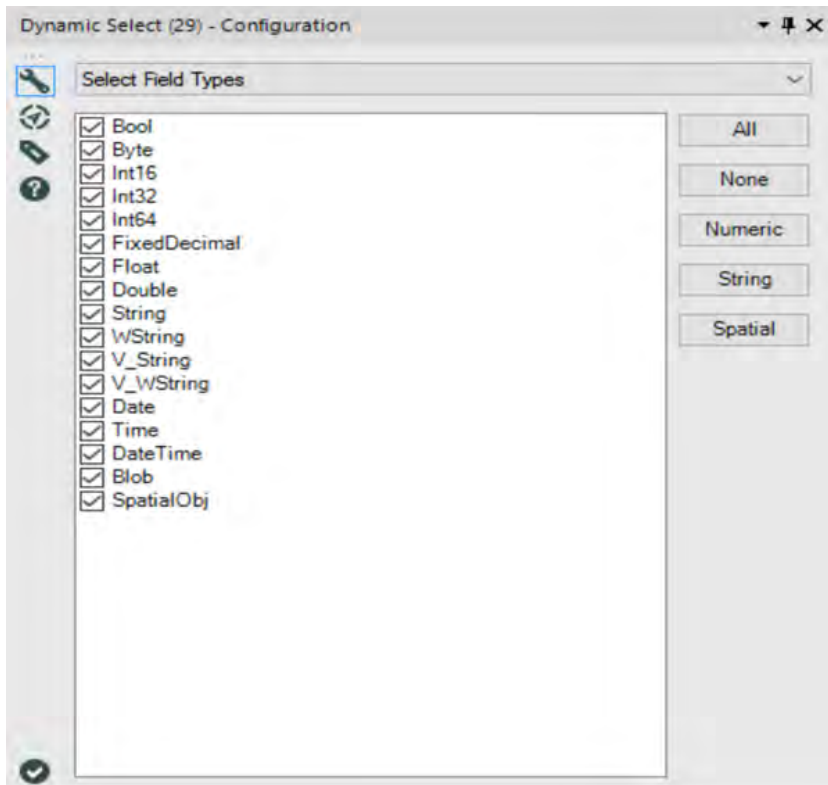 Dynamic Select (29) - Configuration
Select Field Types
Bool
Byte
Int16
Int32
Int64
FixedDecimal
Float
Double
String
WString
V_String
V_WString
Date
Time
DateTime
Blob
SpatialObj
All
None
Numeric
String
Spatial